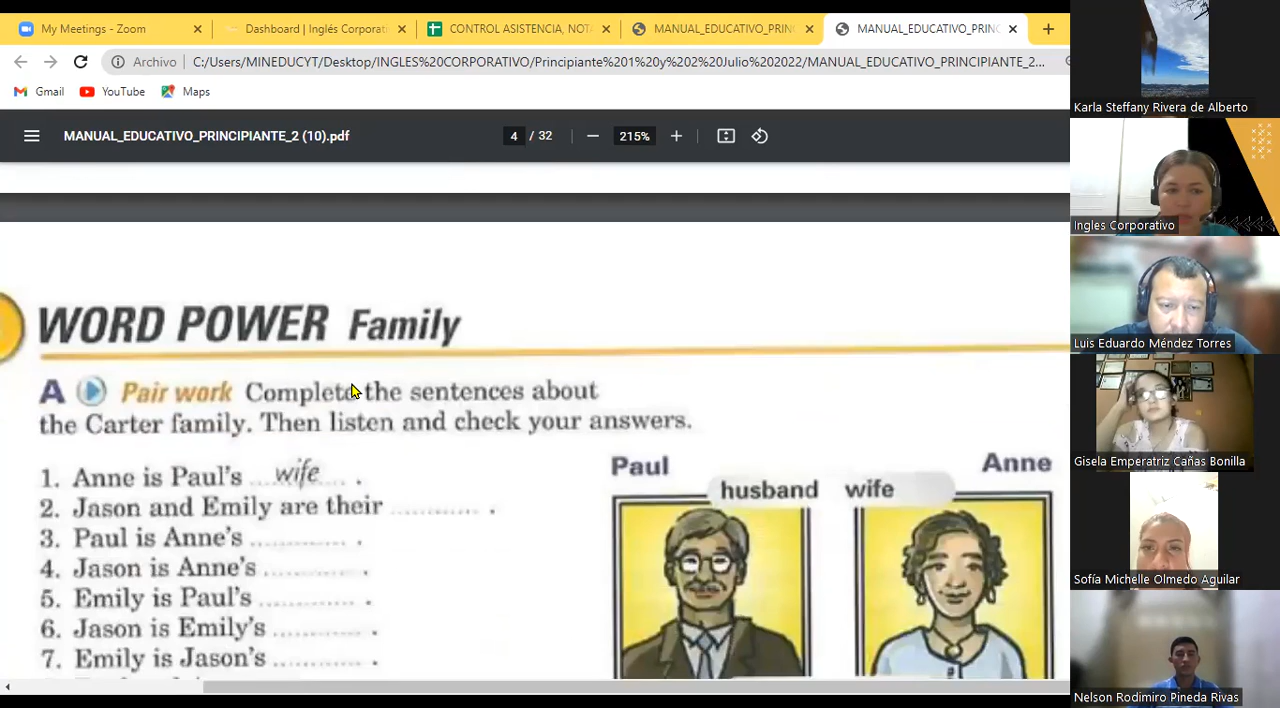 My Meetings - Zoom
Dashboard | Inglés Corporati
CONTROL ASISTENCIA, NOT
MANUAL_EDUCATIVO_PRIN
MANUAL_EDUCATIVO_PRINC
Archivo
C:/Users/MINEDUCYT/Desktop/INGLES%20CORPORATIVO/Principiante%201%20y%202%20Julio%202022/MANUAL_EDUCATIVO_PRINCIPIANTE_2...
Gmail
YouTube
Maps
MANUAL_EDUCATIVO_PRINCIPIANTE_2 (10).pdf
4 / 32
215%
WORD POWER Family
A Pair work Complete the sentences about
the Carter family. Then listen and check your answers.
1. Anne is Paul's ...wife... .
2. Jason and Emily are their .......... .
3. Paul is Anne's .......... .
4. Jason is Anne's .......... .
5. Emily is Paul's .......... .
6. Jason is Emily's .......... .
7. Emily is Jason's .......... .
Paul
Anne
husband wife
Karla Steffany Rivera de Alberto
Ingles Corporativo
Luis Eduardo Méndez Torres
Gisela Emperatriz Cañas Bonilla
Sofía Michelle Olmedo Aguilar
Nelson Rodimiro Pineda Rivas